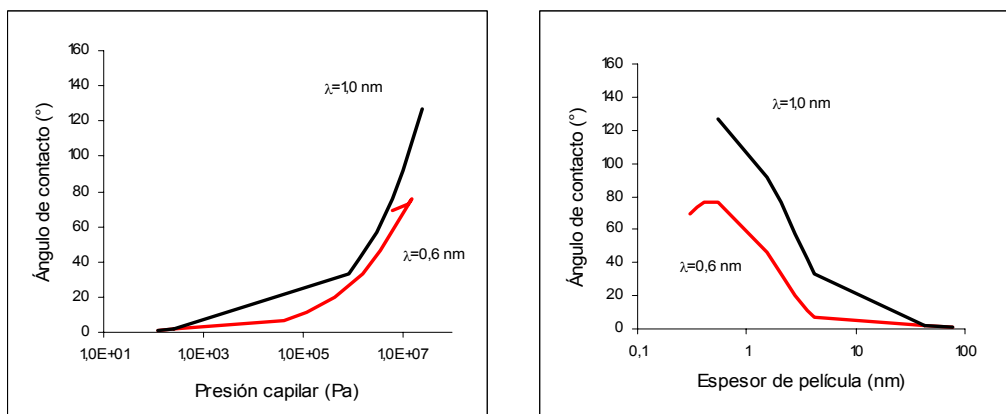 160
140
120
100
80
60
40
20
0
Ángulo de contacto (°)
λ=1,0 nm
λ=0,6 nm
1,0E+01 1,0E+03 1,0E+05 1,0E+07
Presión capilar (Pa)
160
140
120
100
80
60
40
20
0
Ángulo de contacto (°)
λ=1,0 nm
λ=0,6 nm
0,1 1 10 100
Espesor de película (nm)